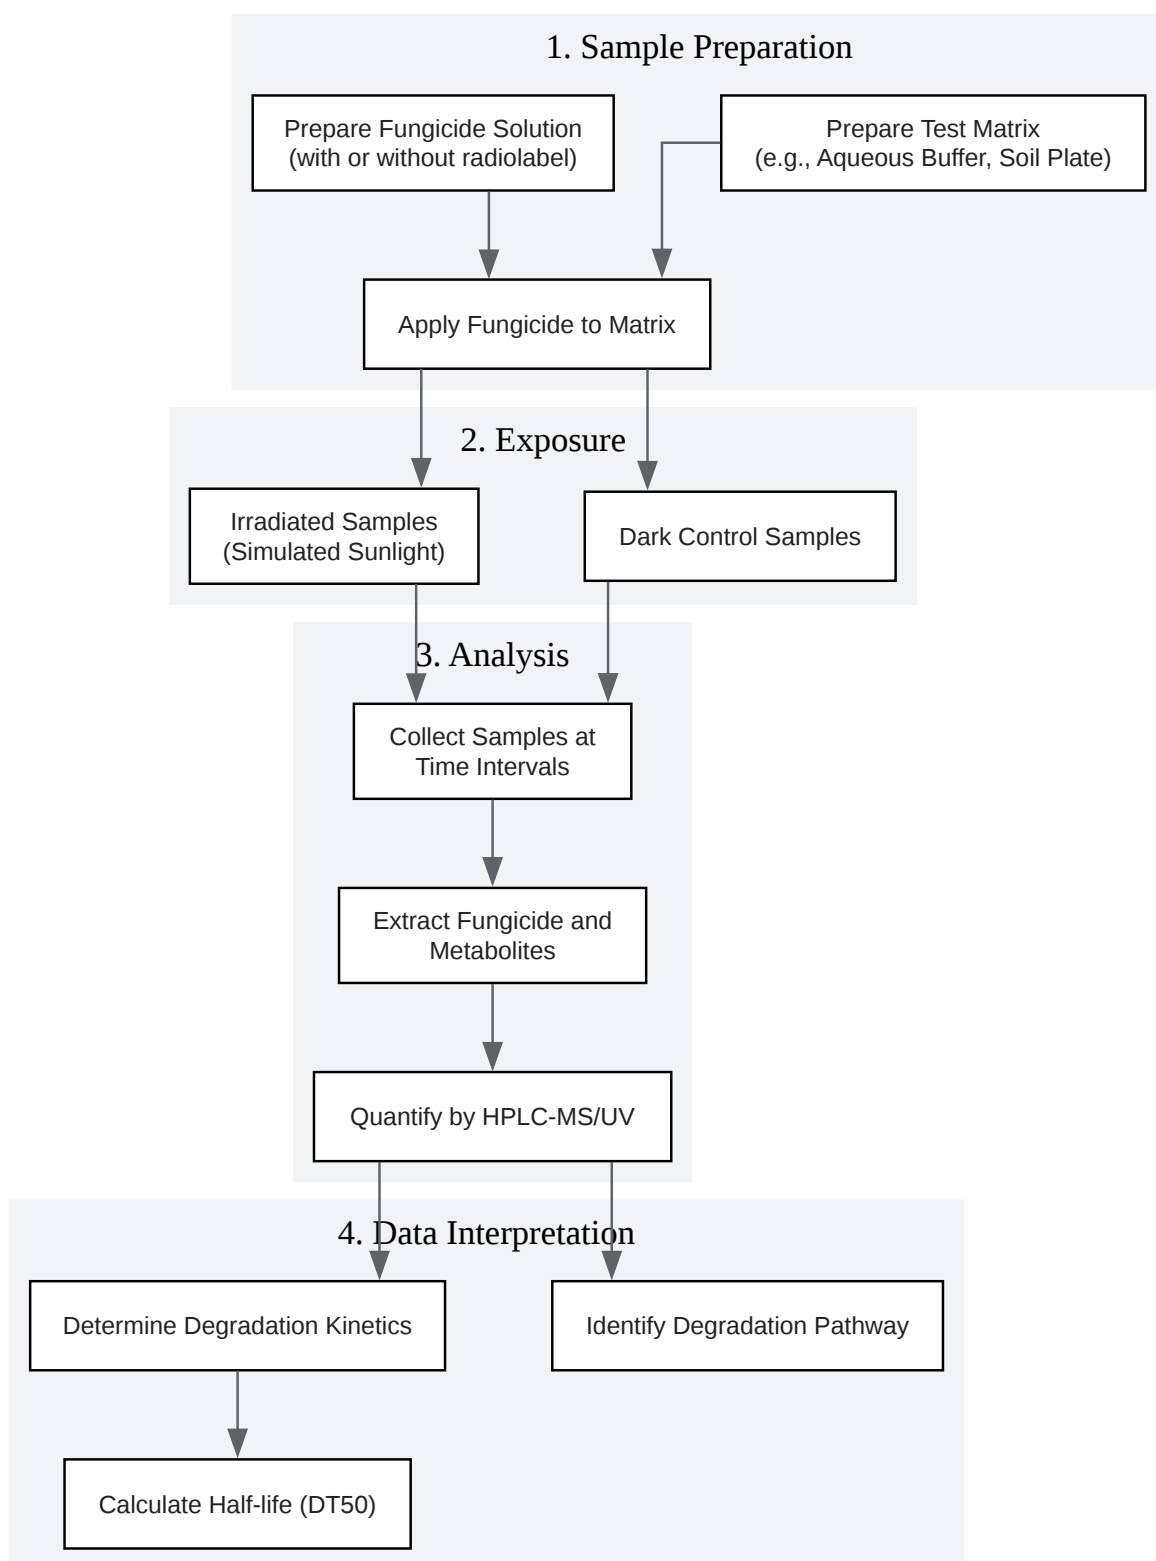 1. Sample Preparation
Prepare Fungicide Solution
(with or without radiolabel)
Prepare Test Matrix
(e.g., Aqueous Buffer, Soil Plate)
Apply Fungicide to Matrix
2. Exposure
Irradiated Samples
(Simulated Sunlight)
Dark Control Samples
3. Analysis
Collect Samples at
Time Intervals
Extract Fungicide and
Metabolites
Quantify by HPLC-MS/UV
4. Data Interpretation
Determine Degradation Kinetics
Identify Degradation Pathway
Calculate Half-life (DT50)